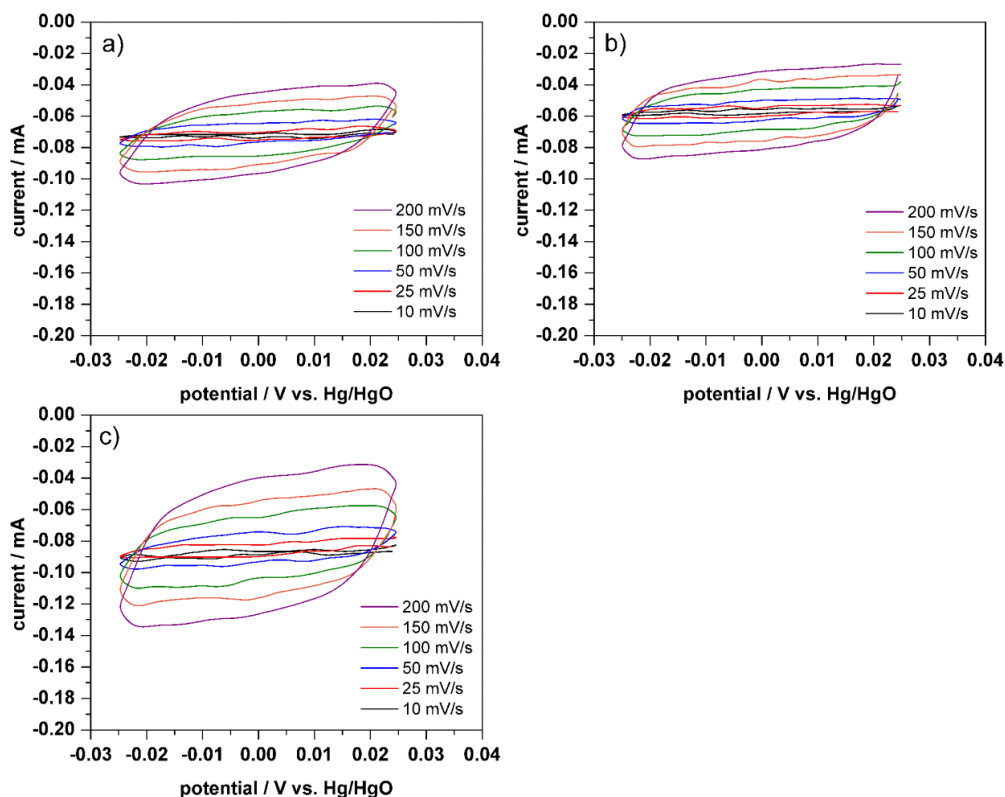 a)
current / mA
0.00
-0.02
-0.04
-0.06
-0.08
-0.10
-0.12
-0.14
-0.16
-0.18
-0.20
200 mV/s
150 mV/s
100 mV/s
50 mV/s
25 mV/s
10 mV/s
-0.03 -0.02 -0.01 0.00 0.01 0.02 0.03 0.04
potential / V vs. Hg/HgO
b)
current / mA
0.00
-0.02
-0.04
-0.06
-0.08
-0.10
-0.12
-0.14
-0.16
-0.18
-0.20
200 mV/s
150 mV/s
100 mV/s
50 mV/s
25 mV/s
10 mV/s
-0.03 -0.02 -0.01 0.00 0.01 0.02 0.03 0.04
potential / V vs. Hg/HgO
c)
current / mA
0.00
-0.02
-0.04
-0.06
-0.08
-0.10
-0.12
-0.14
-0.16
-0.18
-0.20
200 mV/s
150 mV/s
100 mV/s
50 mV/s
25 mV/s
10 mV/s
-0.03 -0.02 -0.01 0.00 0.01 0.02 0.03 0.04
potential / V vs. Hg/HgO